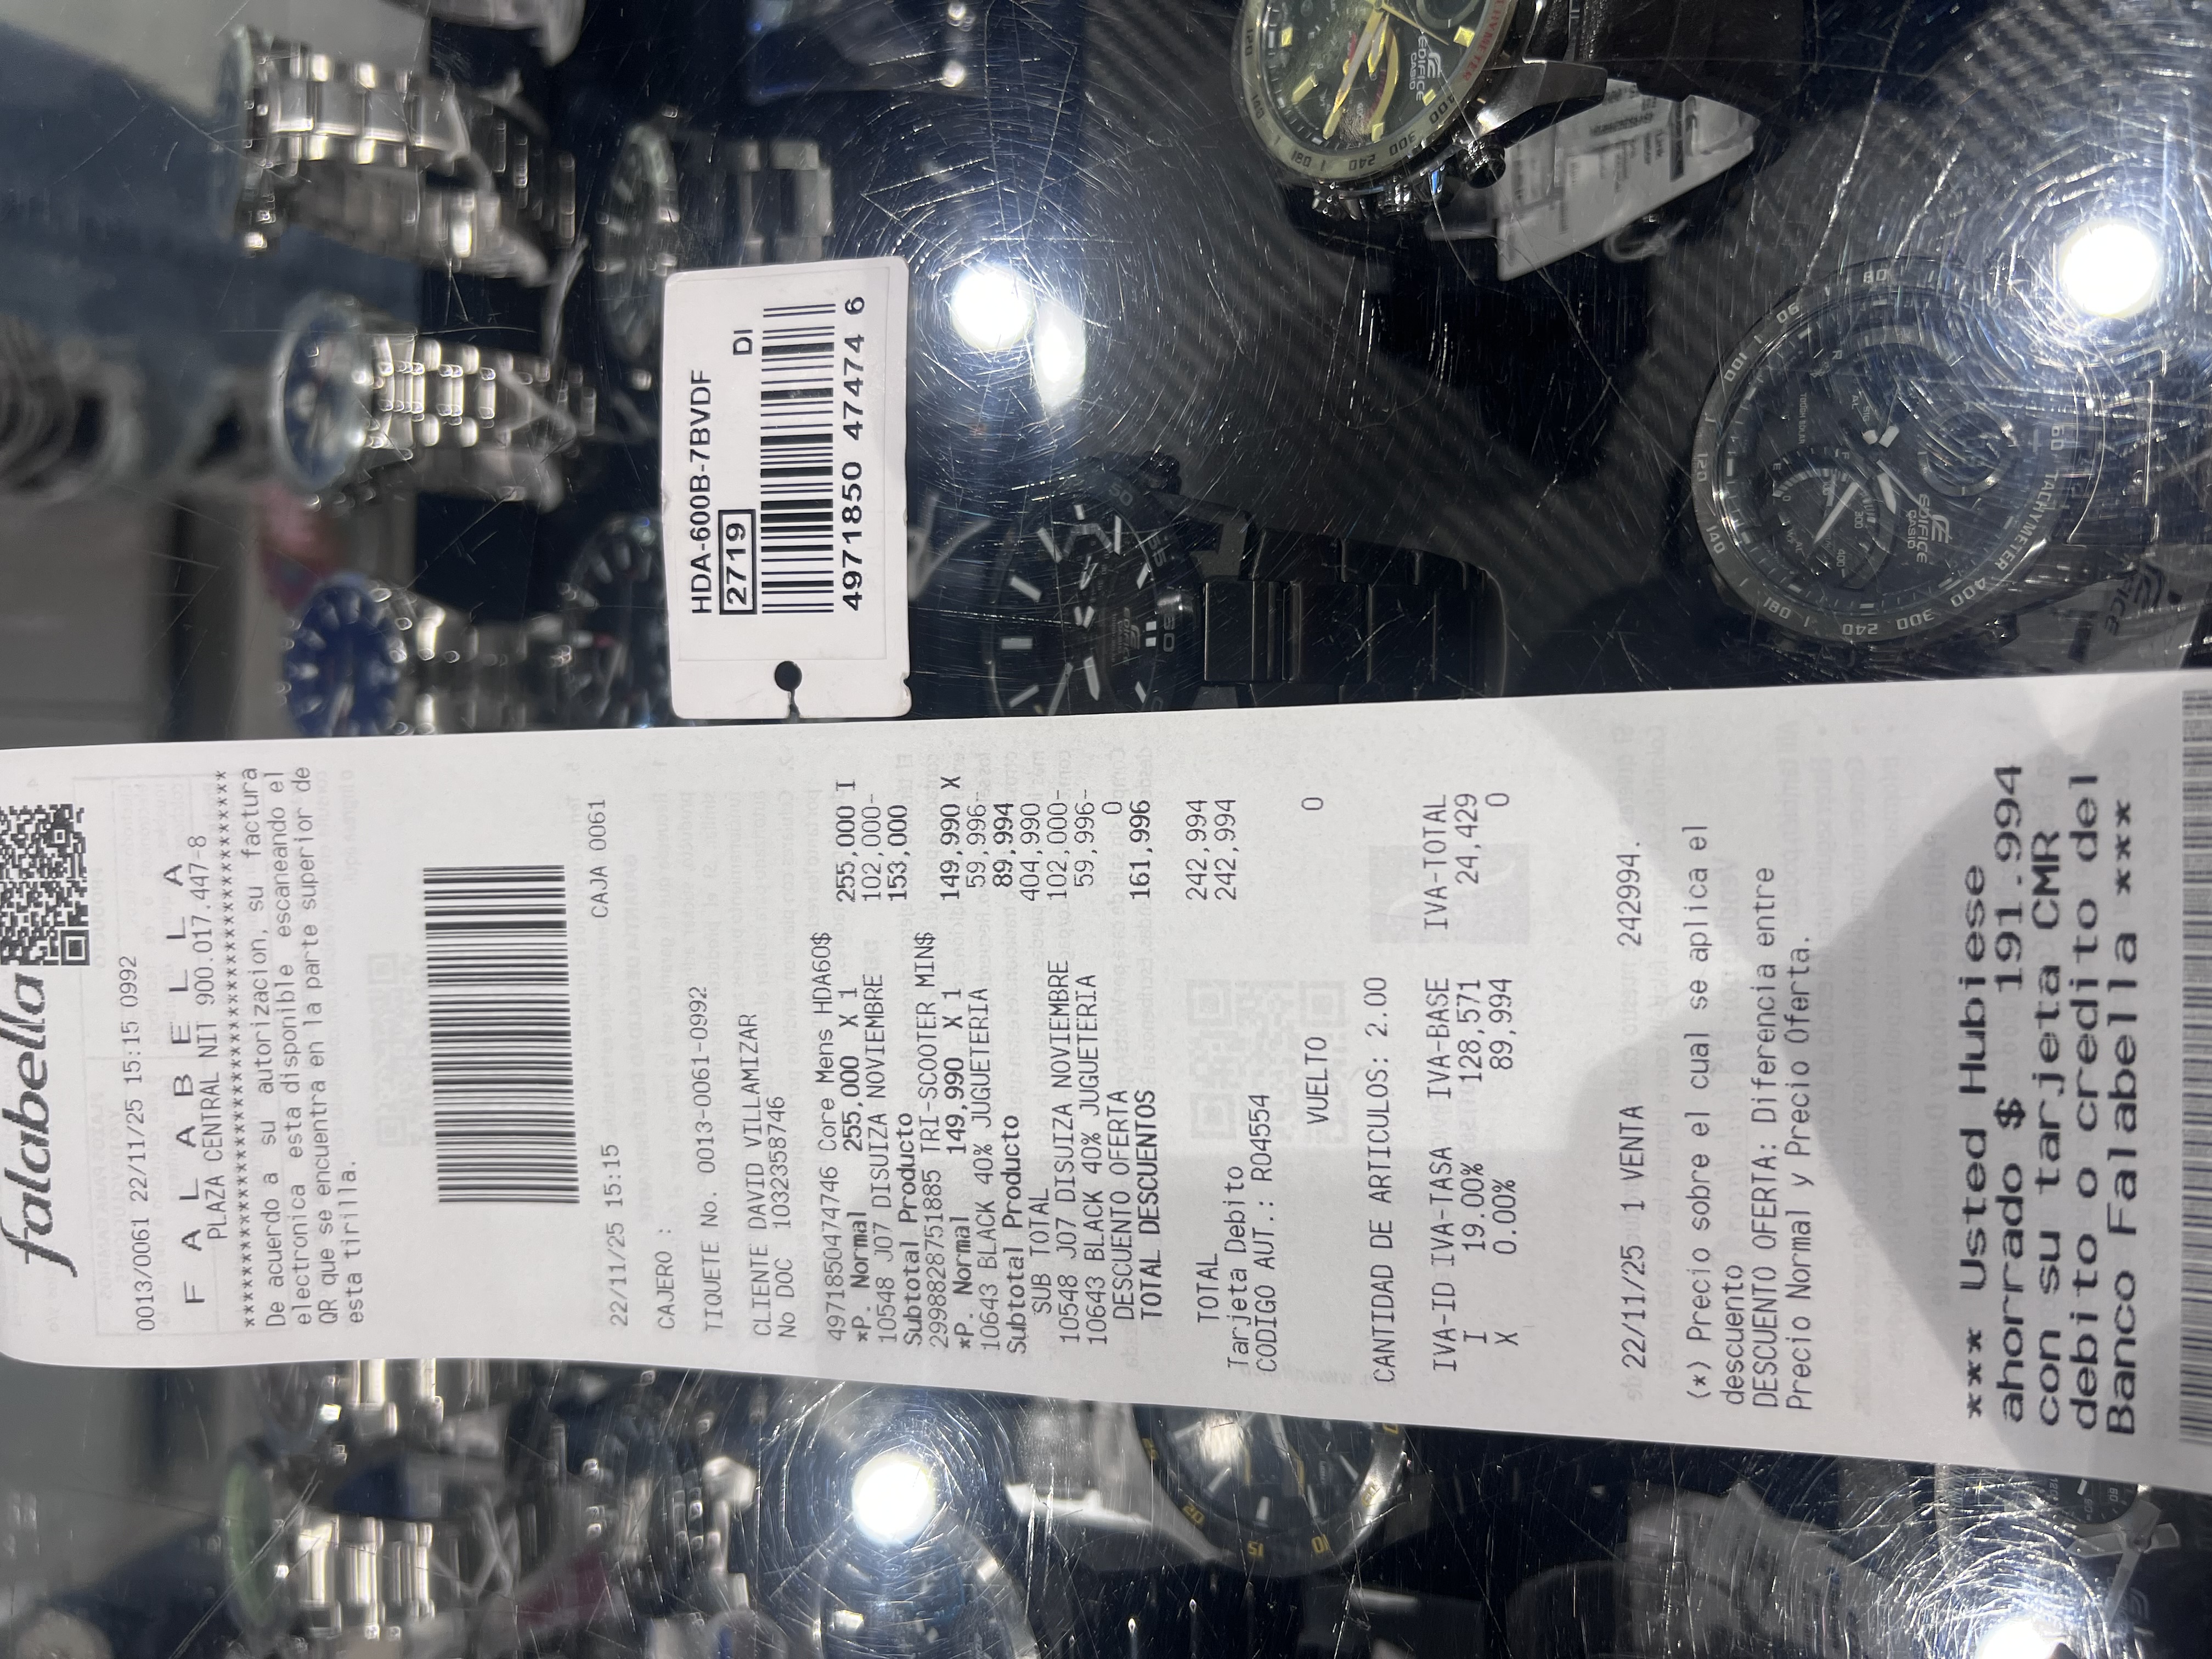 falabella
0013/0061 22/11/25 15:15 0992
F A L A B E L L A
PLAZA CENTRAL NIT 900.017.447-8
****************************************
De acuerdo a su autorizacion, su factura
electronica esta disponible escaneando el
QR que se encuentra en la parte superior de
esta tirilla.
22/11/25 15:15 CAJA 0061
CAJERO :
TIQUETE No. 0013-0061-0992
CLIENTE DAVID VILLAMIZAR
No DOC 1032358746
4971850474746 Core Mens HDA60$ 255,000 I
*P. Normal 255,000 X 1
10548 J07 DISUIZA NOVIEMBRE 102,000-
Subtotal Producto 153,000
2998828751885 TRI-SCOOTER MIN$ 149,990 X
*P. Normal 149,990 X 1
10643 BLACK 40% JUGUETERIA 59,996-
Subtotal Producto 89,994
SUB TOTAL 404,990
10548 J07 DISUIZA NOVIEMBRE 102,000-
10643 BLACK 40% JUGUETERIA 59,996-
DESCUENTO OFERTA 0
TOTAL DESCUENTOS 161,996
TOTAL 242,994
Tarjeta Debito 242,994
CODIGO AUT.: R04554
VUELTO 0
CANTIDAD DE ARTICULOS: 2.00
IVA-ID IVA-TASA IVA-BASE IVA-TOTAL
I 19.00% 128,571 24,429
X 0.00% 89,994 0
22/11/25 1 VENTA 242994.
(*) Precio sobre el cual se aplica el
descuento
DESCUENTO OFERTA: Diferencia entre
Precio Normal y Precio Oferta.
*** Usted Hubiese
ahorrado $ 191.994
con su tarjeta CMR
debito o credito del
Banco Falabella ***
HDA-600B-7BVDF
2719 DI
4971850 47474 6
EDIFICE
CASIO
EDIFICE
CASIO
TACHYMETER